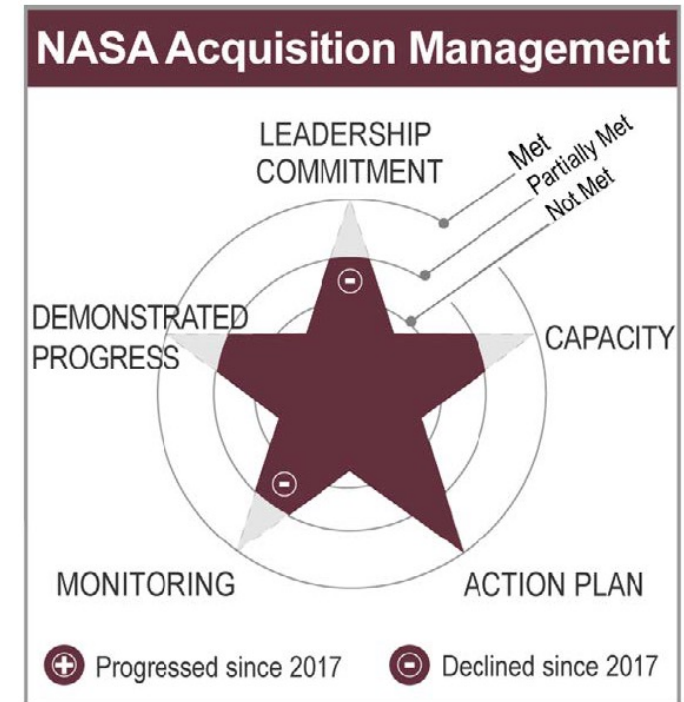 NASA Acquisition Management
LEADERSHIP
COMMITMENT
Met
Partially Met
Not Met
DEMONSTRATED
PROGRESS
CAPACITY
MONITORING
ACTION PLAN
Progressed since 2017
Declined since 2017